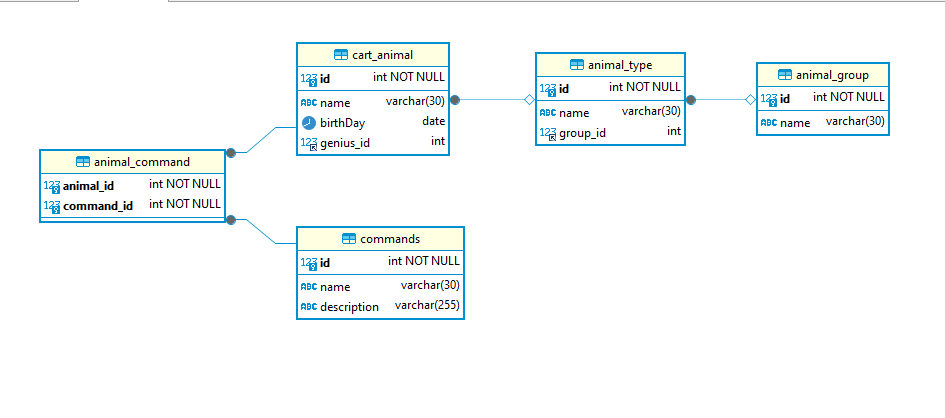 cart_animal
123 id int NOT NULL
ABC name varchar(30)
birthDay date
123 genius_id int
animal_type
123 id int NOT NULL
ABC name varchar(30)
123 group_id int
animal_group
123 id int NOT NULL
ABC name varchar(30)
animal_command
123 animal_id int NOT NULL
123 command_id int NOT NULL
commands
123 id int NOT NULL
ABC name varchar(30)
ABC description varchar(255)